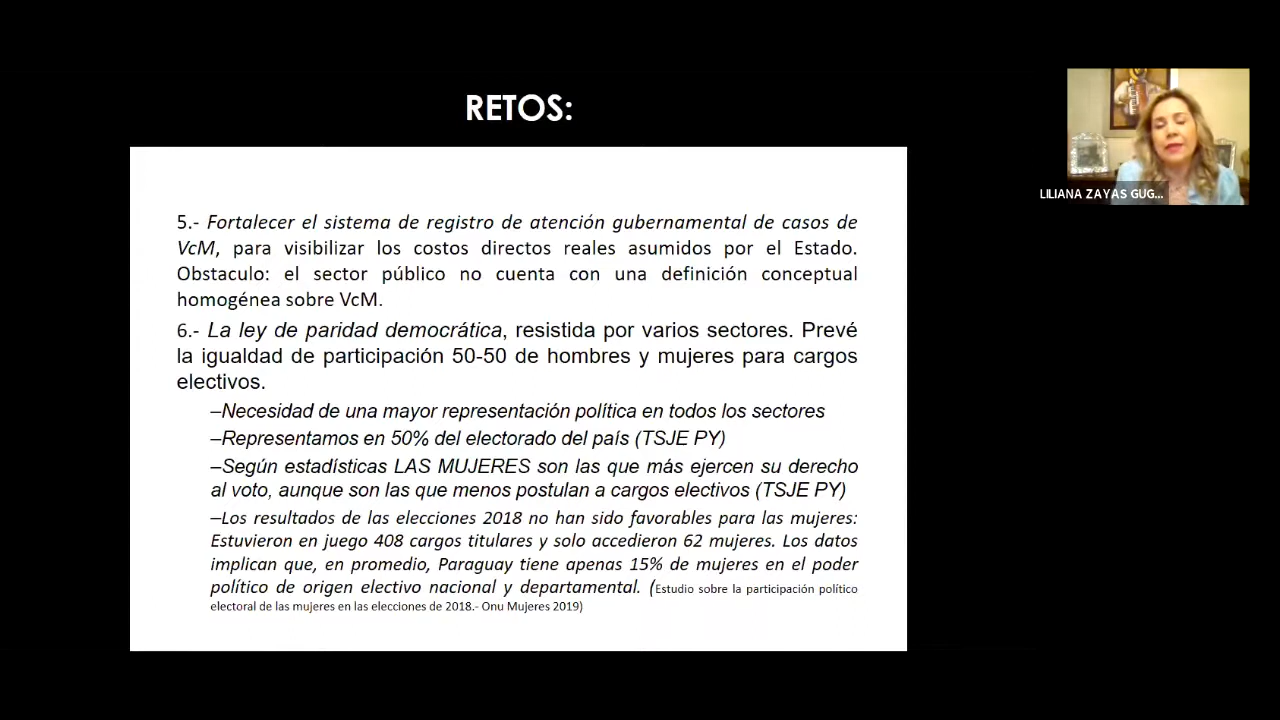 RETOS:
LILIANA ZAYAS GUG...
5.- Fortalecer el sistema de registro de atención gubernamental de casos de
VcM, para visibilizar los costos directos reales asumidos por el Estado.
Obstaculo: el sector público no cuenta con una definición conceptual
homogénea sobre VcM.
6.- La ley de paridad democrática, resistida por varios sectores. Prevé
la igualdad de participación 50-50 de hombres y mujeres para cargos
electivos.
–Necesidad de una mayor representación política en todos los sectores
–Representamos en 50% del electorado del país (TSJE PY)
–Según estadísticas LAS MUJERES son las que más ejercen su derecho
al voto, aunque son las que menos postulan a cargos electivos (TSJE PY)
–Los resultados de las elecciones 2018 no han sido favorables para las mujeres:
Estuvieron en juego 408 cargos titulares y solo accedieron 62 mujeres. Los datos
implican que, en promedio, Paraguay tiene apenas 15% de mujeres en el poder
político de origen electivo nacional y departamental. (Estudio sobre la participación político
electoral de las mujeres en las elecciones de 2018.- Onu Mujeres 2019)